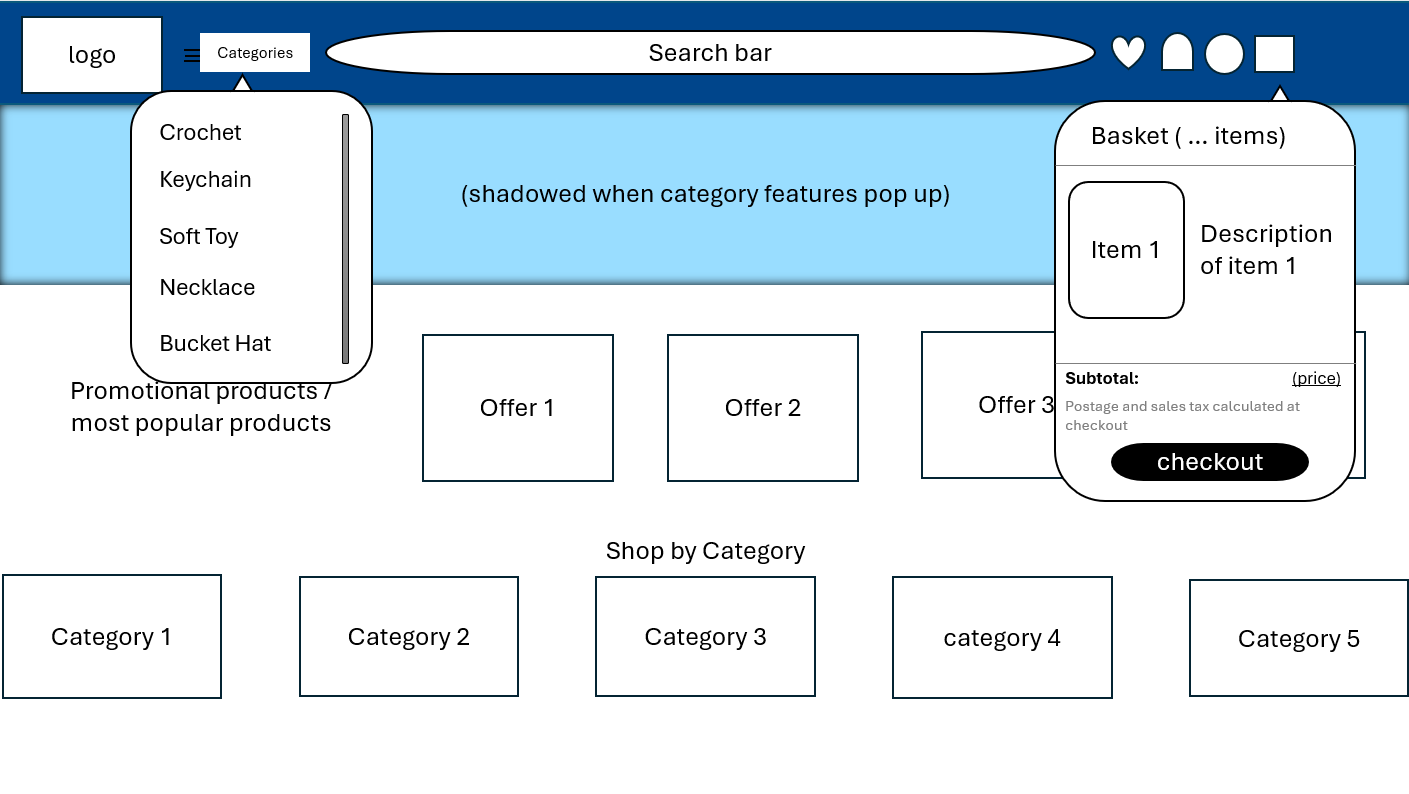 logo
Categories
Search bar
Crochet
Keychain
Soft Toy
Necklace
Bucket Hat
(shadowed when category features pop up)
Basket ( ... items)
Item 1
Description
of item 1
Subtotal:
(price)
Postage and sales tax calculated at
checkout
checkout
Promotional products /
most popular products
Offer 1
Offer 2
Offer 3
Shop by Category
Category 1
Category 2
Category 3
category 4
Category 5